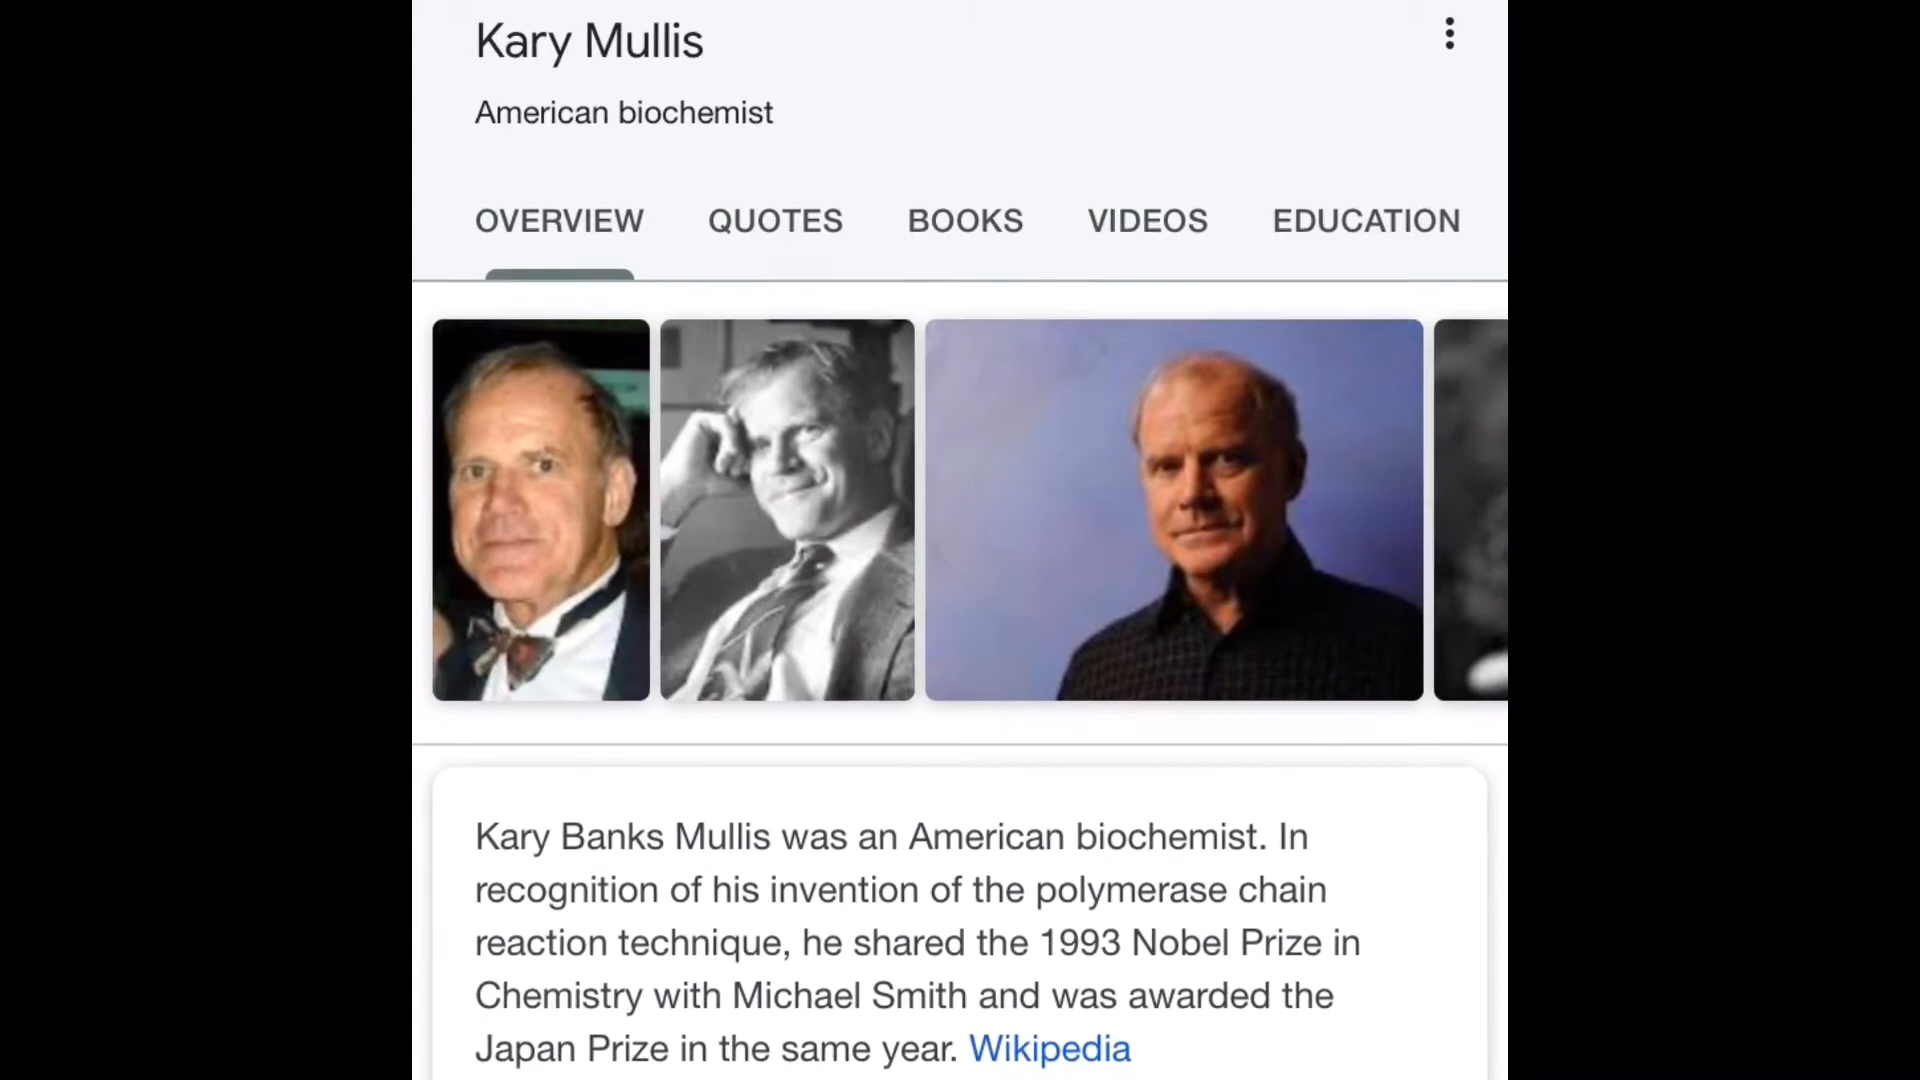 Kary Mullis
American biochemist
OVERVIEW QUOTES BOOKS VIDEOS EDUCATION
Kary Banks Mullis was an American biochemist. In
recognition of his invention of the polymerase chain
reaction technique, he shared the 1993 Nobel Prize in
Chemistry with Michael Smith and was awarded the
Japan Prize in the same year. Wikipedia